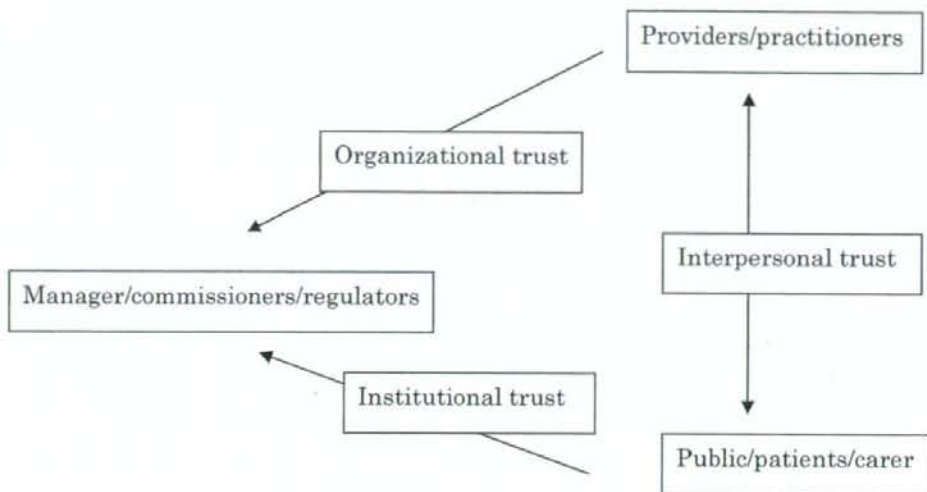 Providers/practitioners
Organizational trust
Interpersonal trust
Manager/commissioners/regulators
Institutional trust
Public/patients/carer